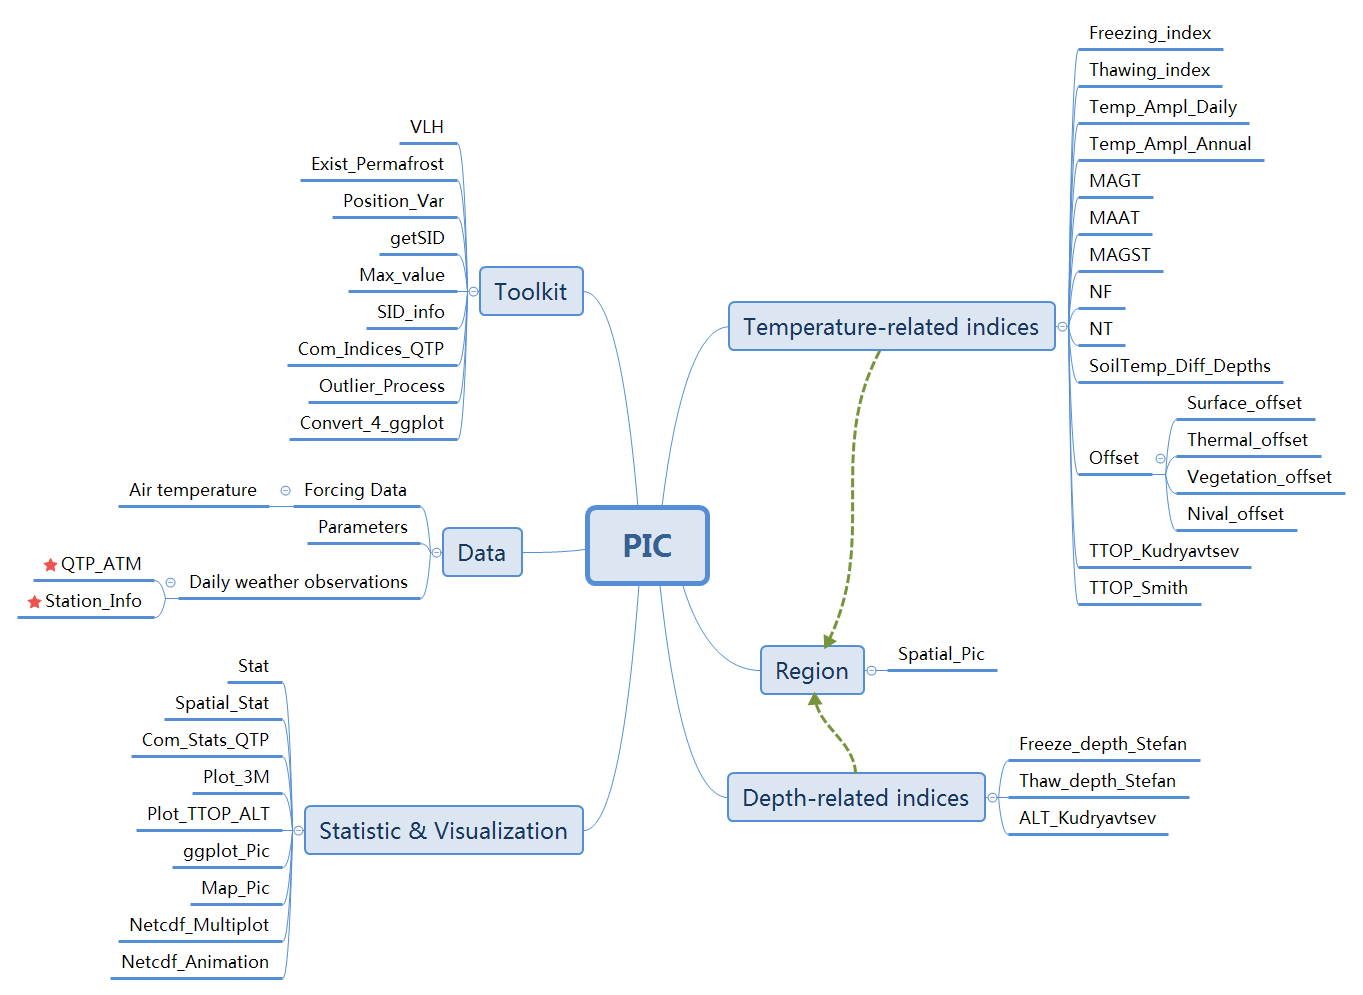 PIC
Toolkit
VLH
Exist_Permafrost
Position_Var
getSID
Max_value
SID_info
Com_Indices_QTP
Outlier_Process
Convert_4_ggplot
Data
Forcing Data
Air temperature
Parameters
Daily weather observations
QTP_ATM
Station_Info
Statistic & Visualization
Stat
Spatial_Stat
Com_Stats_QTP
Plot_3M
Plot_TTOP_ALT
ggplot_Pic
Map_Pic
Netcdf_Multiplot
Netcdf_Animation
Temperature-related indices
Freezing_index
Thawing_index
Temp_Ampl_Daily
Temp_Ampl_Annual
MAGT
MAAT
MAGST
NF
NT
SoilTemp_Diff_Depths
Offset
Surface_offset
Thermal_offset
Vegetation_offset
Nival_offset
TTOP_Kudryavtsev
TTOP_Smith
Region
Spatial_Pic
Depth-related indices
Freeze_depth_Stefan
Thaw_depth_Stefan
ALT_Kudryavtsev